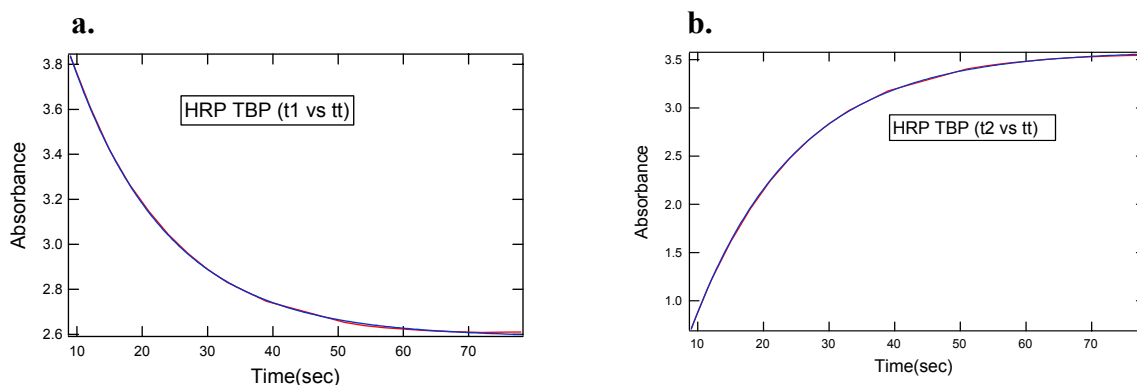 a.
3.8
3.6
3.4
3.2
3.0
2.8
2.6
Absorbance
HRP TBP (t1 vs tt)
10 20 30 40 50 60 70
Time(sec)
b.
3.5
3.0
2.5
2.0
1.5
1.0
Absorbance
HRP TBP (t2 vs tt)
10 20 30 40 50 60 70
Time(sec)